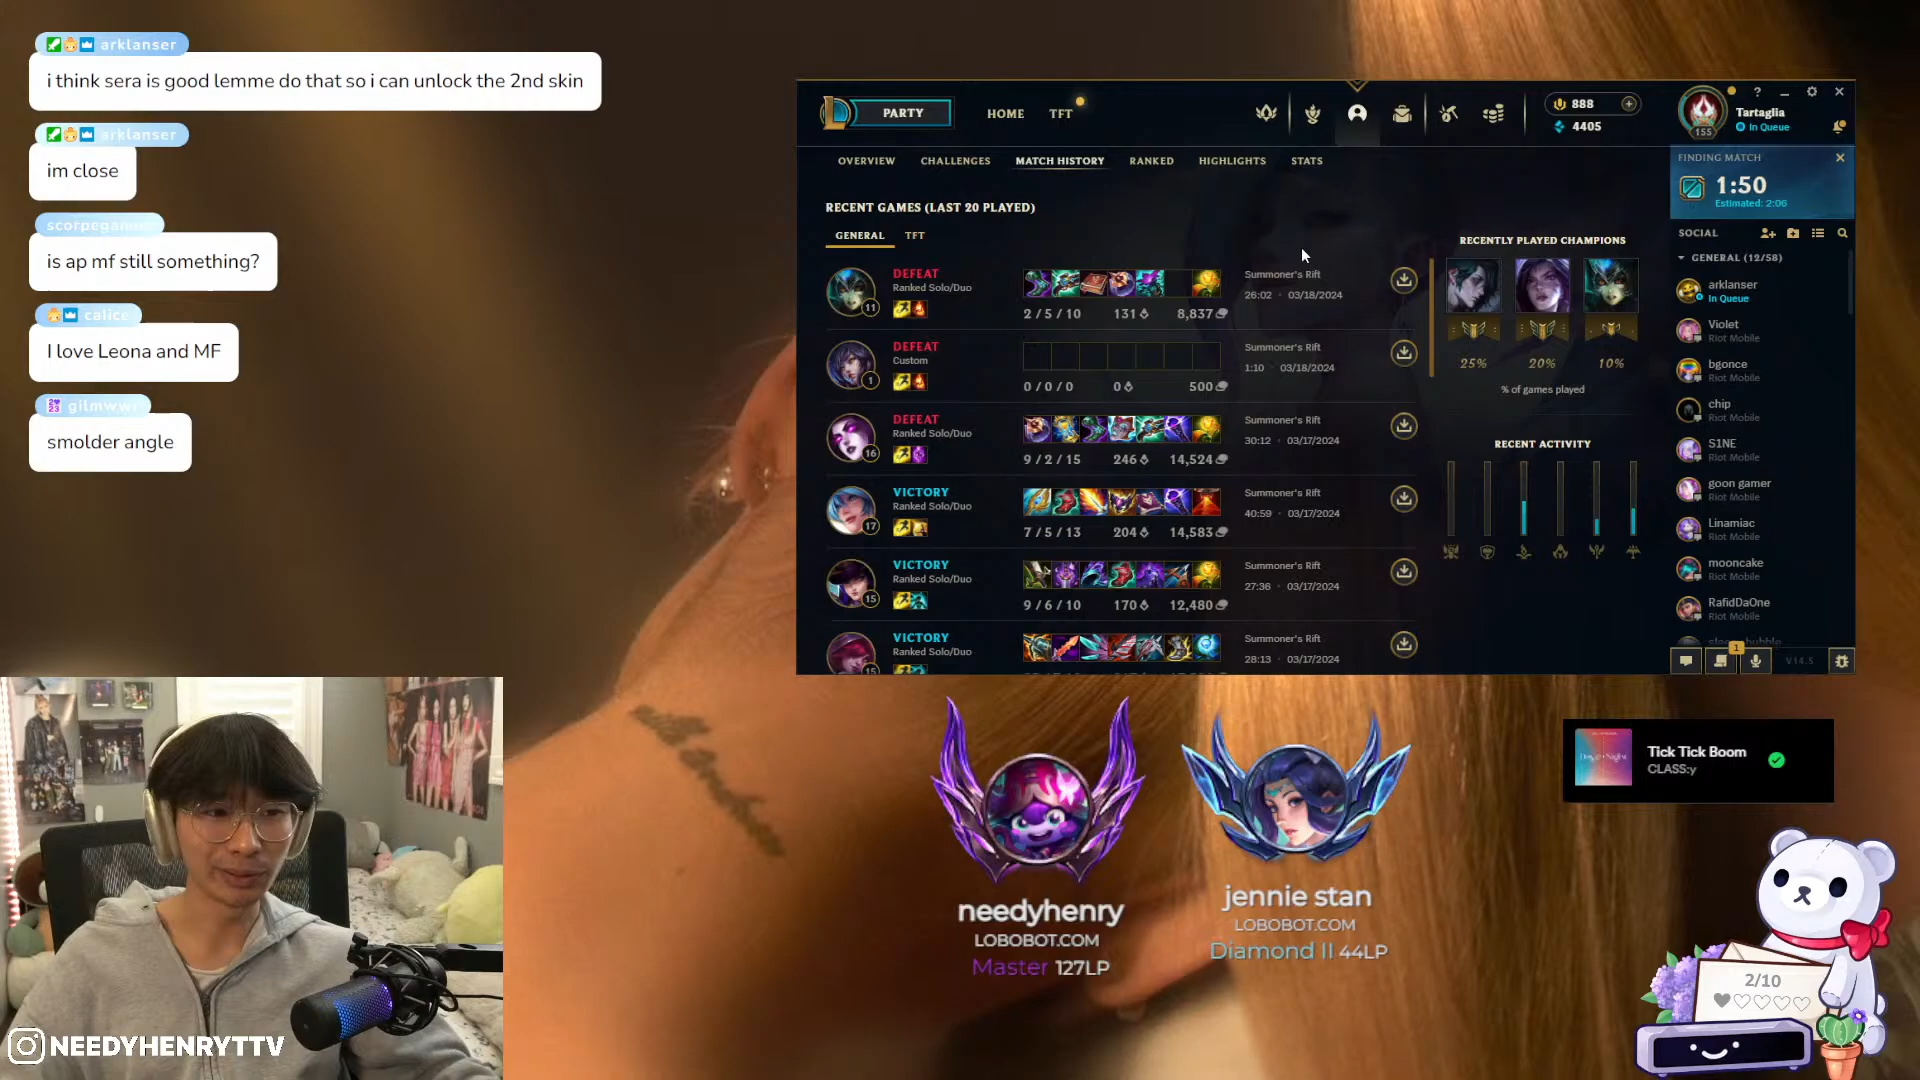 arklanser
i think sera is good lemme do that so i can unlock the 2nd skin
arklanser
im close
is ap mf still something?
calice
I love Leona and MF
gilmwwi
smolder angle
PARTY
HOME
TFT
888
4405
155
Tartaglia
In Queue
OVERVIEW
CHALLENGES
MATCH HISTORY
RANKED
HIGHLIGHTS
STATS
FINDING MATCH
1:50
Estimated: 2:06
RECENT GAMES (LAST 20 PLAYED)
GENERAL
TFT
DEFEAT
Ranked Solo/Duo
11
2 / 5 / 10
131
8,837
Summoner's Rift
26:02 · 03/18/2024
DEFEAT
Custom
1
0 / 0 / 0
0
500
Summoner's Rift
1:10 · 03/18/2024
DEFEAT
Ranked Solo/Duo
16
9 / 2 / 15
246
14,524
Summoner's Rift
30:12 · 03/17/2024
VICTORY
Ranked Solo/Duo
17
7 / 5 / 13
204
14,583
Summoner's Rift
40:59 · 03/17/2024
VICTORY
Ranked Solo/Duo
15
9 / 6 / 10
170
12,480
Summoner's Rift
27:36 · 03/17/2024
VICTORY
Ranked Solo/Duo
15
Summoner's Rift
28:13 · 03/17/2024
RECENTLY PLAYED CHAMPIONS
25%
20%
10%
% of games played
RECENT ACTIVITY
SOCIAL
GENERAL (12/58)
arklanser
In Queue
Violet
Riot Mobile
bgonce
Riot Mobile
chip
Riot Mobile
S1NE
Riot Mobile
goon gamer
Riot Mobile
Linamiac
Riot Mobile
mooncake
Riot Mobile
RafidDaOne
Riot Mobile
1
V14.5
needyhenry
LOBOBOT.COM
Master 127LP
jennie stan
LOBOBOT.COM
Diamond II 44LP
Tick Tick Boom
CLASS:y
2/10
NEEDYHENRYTTV